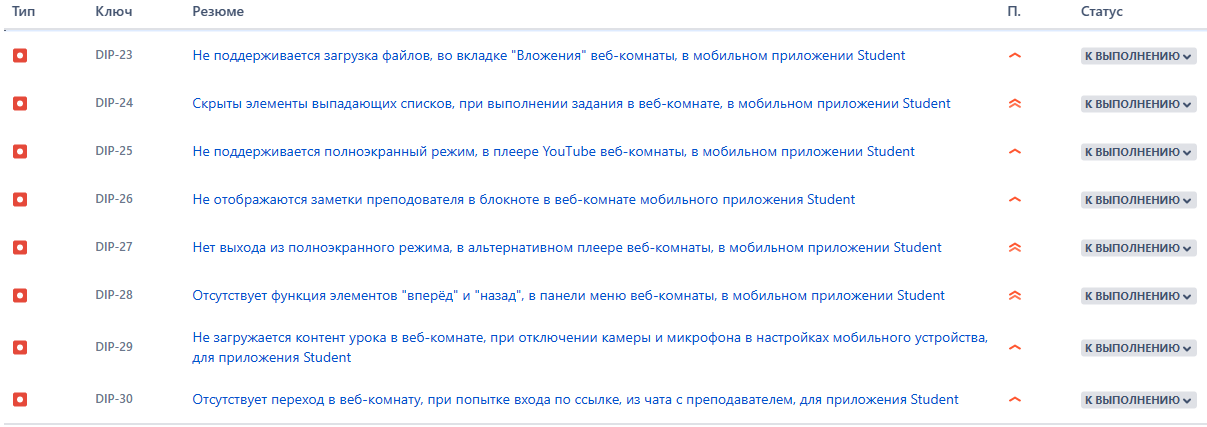 Тип Ключ Резюме П. Статус
DIP-23 Не поддерживается загрузка файлов, во вкладке "Вложения" веб-комнаты, в мобильном приложении Student К ВЫПОЛНЕНИЮ
DIP-24 Скрыты элементы выпадающих списков, при выполнении задания в веб-комнате, в мобильном приложении Student К ВЫПОЛНЕНИЮ
DIP-25 Не поддерживается полноэкранный режим, в плеере YouTube веб-комнаты, в мобильном приложении Student К ВЫПОЛНЕНИЮ
DIP-26 Не отображаются заметки преподователя в блокноте в веб-комнате мобильного приложения Student К ВЫПОЛНЕНИЮ
DIP-27 Нет выхода из полноэкранного режима, в альтернативном плеере веб-комнаты, в мобильном приложении Student К ВЫПОЛНЕНИЮ
DIP-28 Отсутствует функция элементов "вперёд" и "назад", в панели меню веб-комнаты, в мобильном приложении Student К ВЫПОЛНЕНИЮ
DIP-29 Не загружается контент урока в веб-комнате, при отключении камеры и микрофона в настройках мобильного устройства, К ВЫПОЛНЕНИЮ
для приложения Student
DIP-30 Отсутствует переход в веб-комнату, при попытке входа по ссылке, из чата с преподавателем, для приложения Student К ВЫПОЛНЕНИЮ